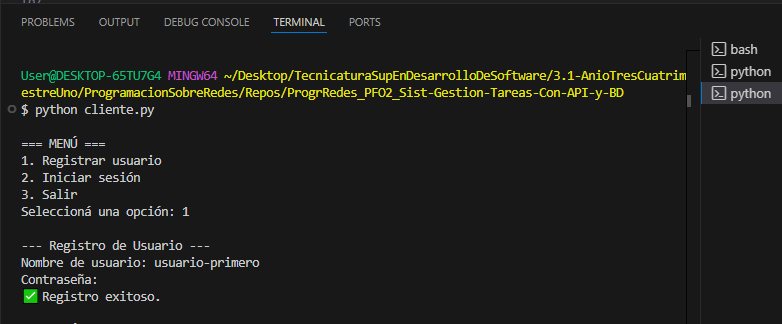 PROBLEMS OUTPUT DEBUG CONSOLE TERMINAL PORTS
bash
python
python
User@DESKTOP-65TU7G4 MINGW64 ~/Desktop/TecnicaturaSupEnDesarrolloDeSoftware/3.1-AnioTresCuatrim
estreUno/ProgramacionSobreRedes/Repos/ProgrRedes_PFO2_Sist-Gestion-Tareas-Con-API-y-BD
$ python cliente.py
=== MENÚ ===
1. Registrar usuario
2. Iniciar sesión
3. Salir
Seleccioná una opción: 1
--- Registro de Usuario ---
Nombre de usuario: usuario-primero
Contraseña:
✅ Registro exitoso.